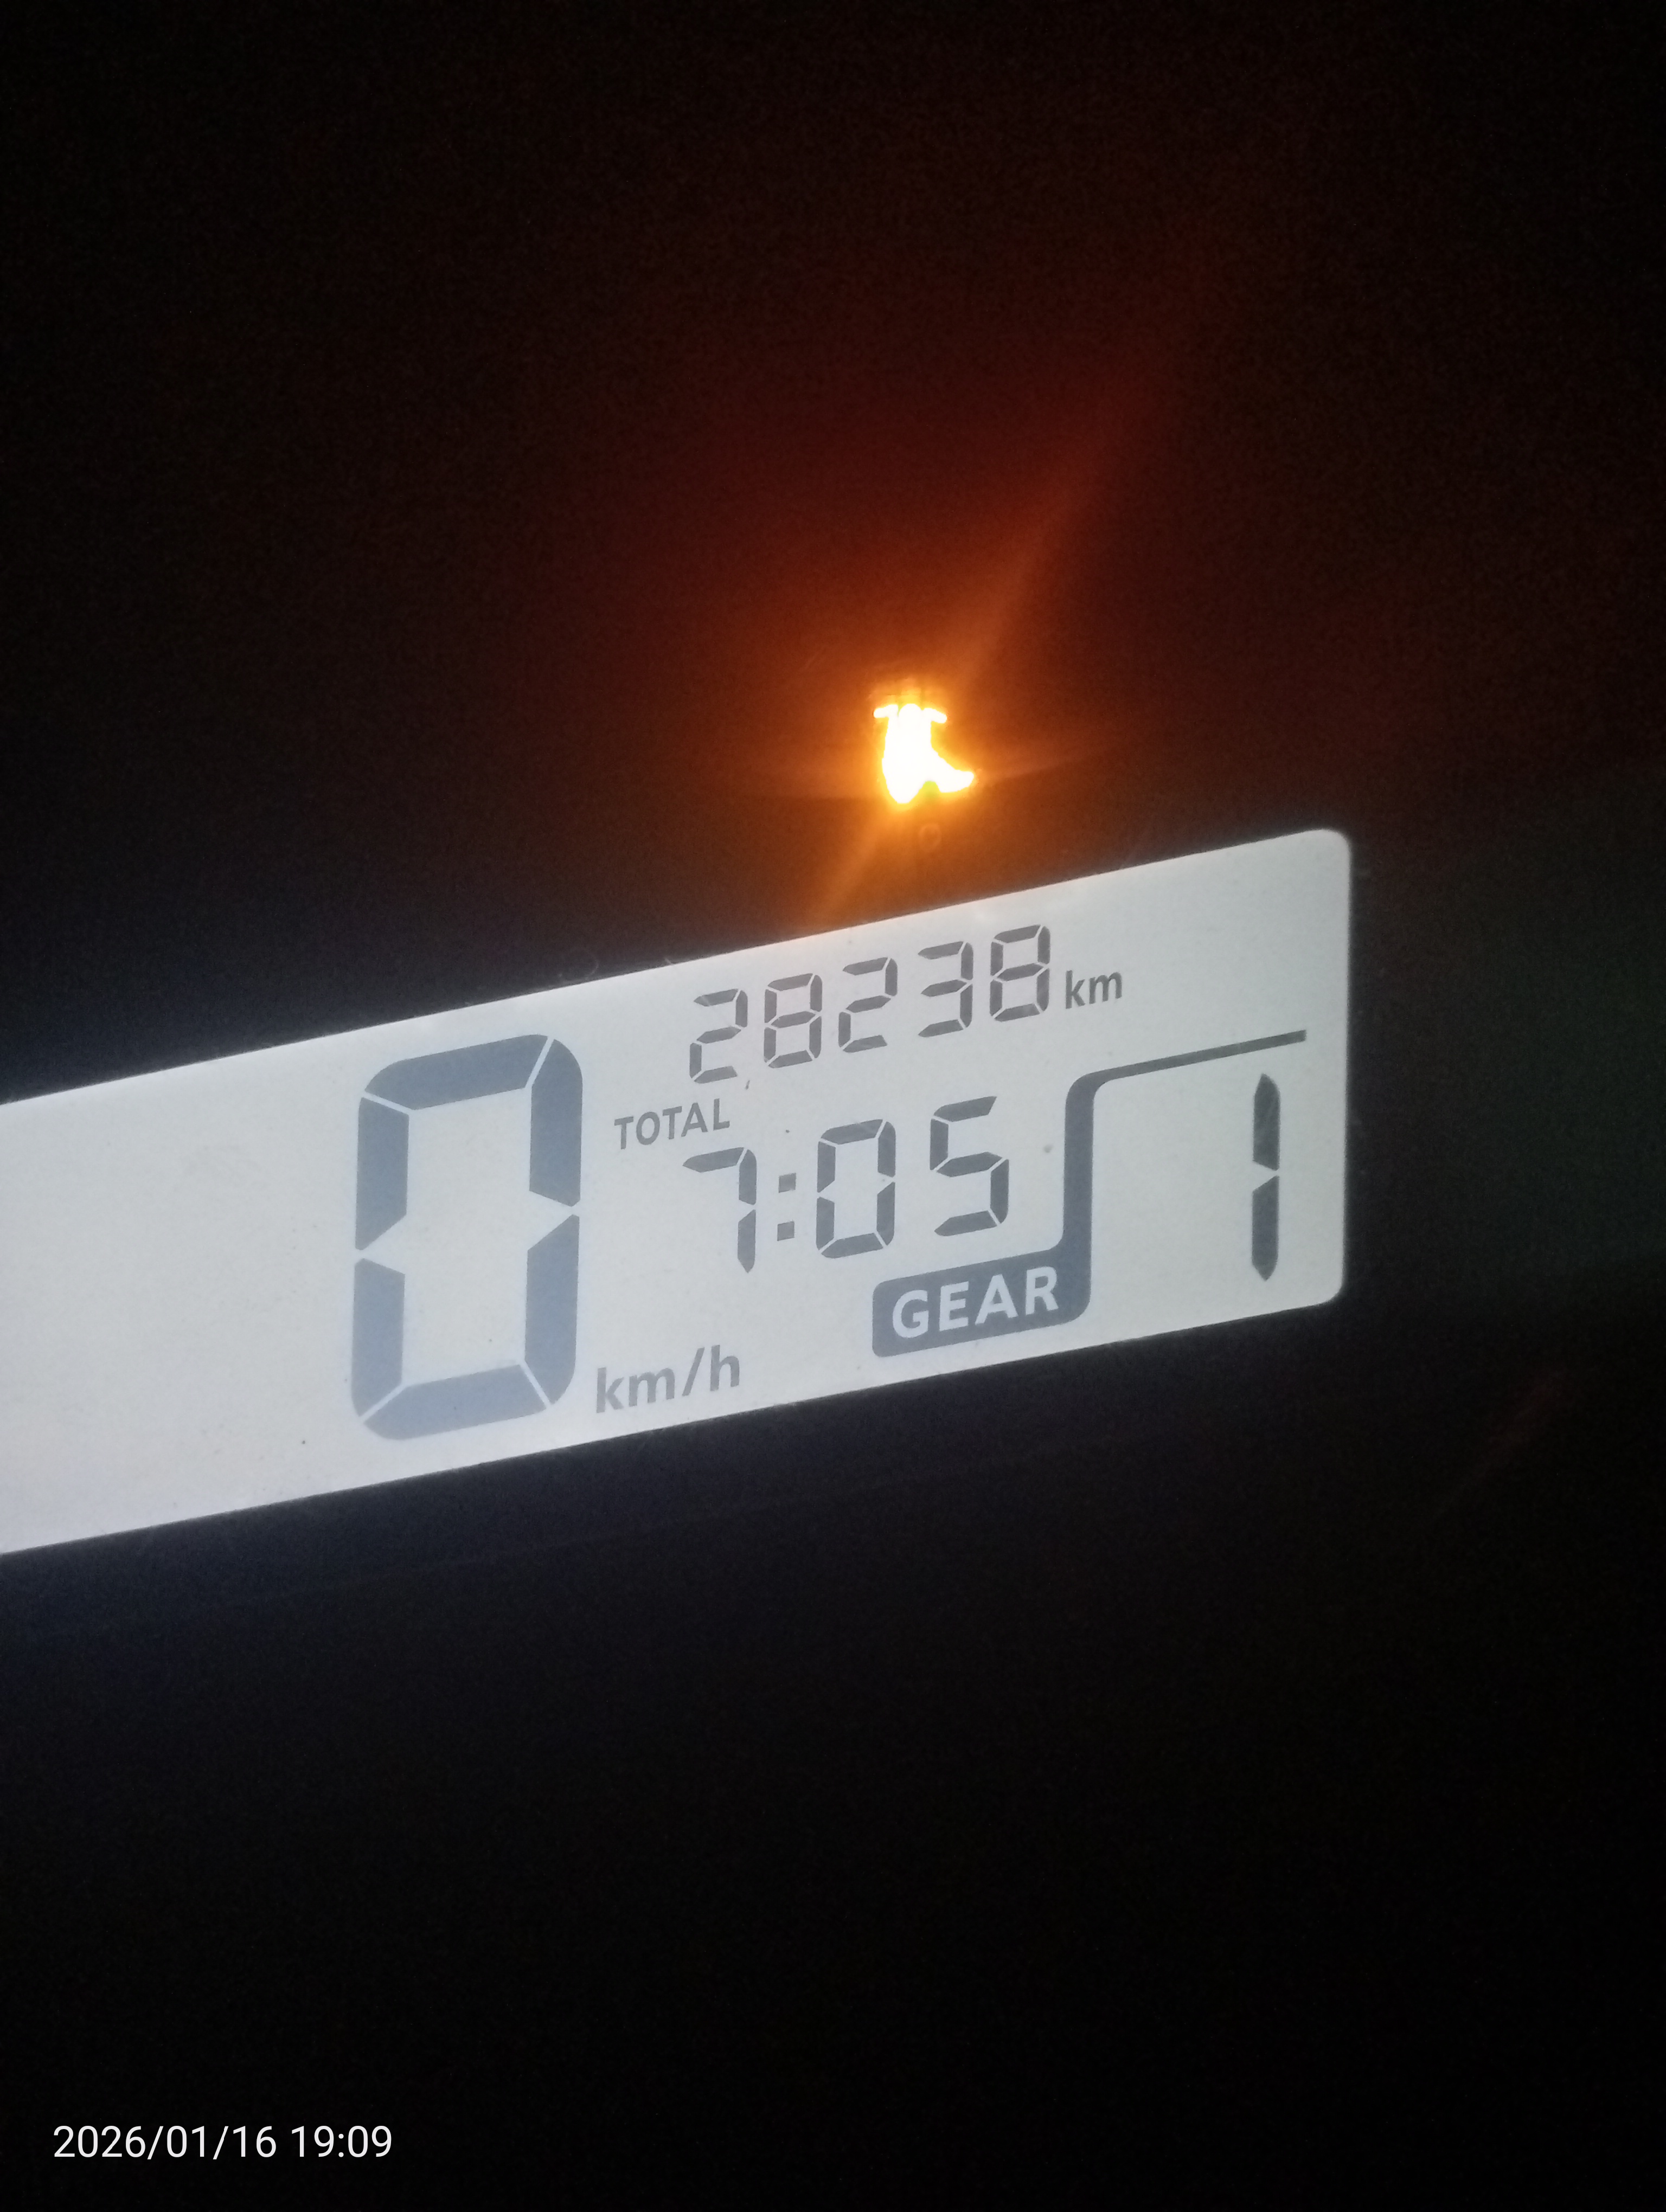 28238 km
TOTAL
7:05
0 km/h
GEAR 1
2026/01/16 19:09